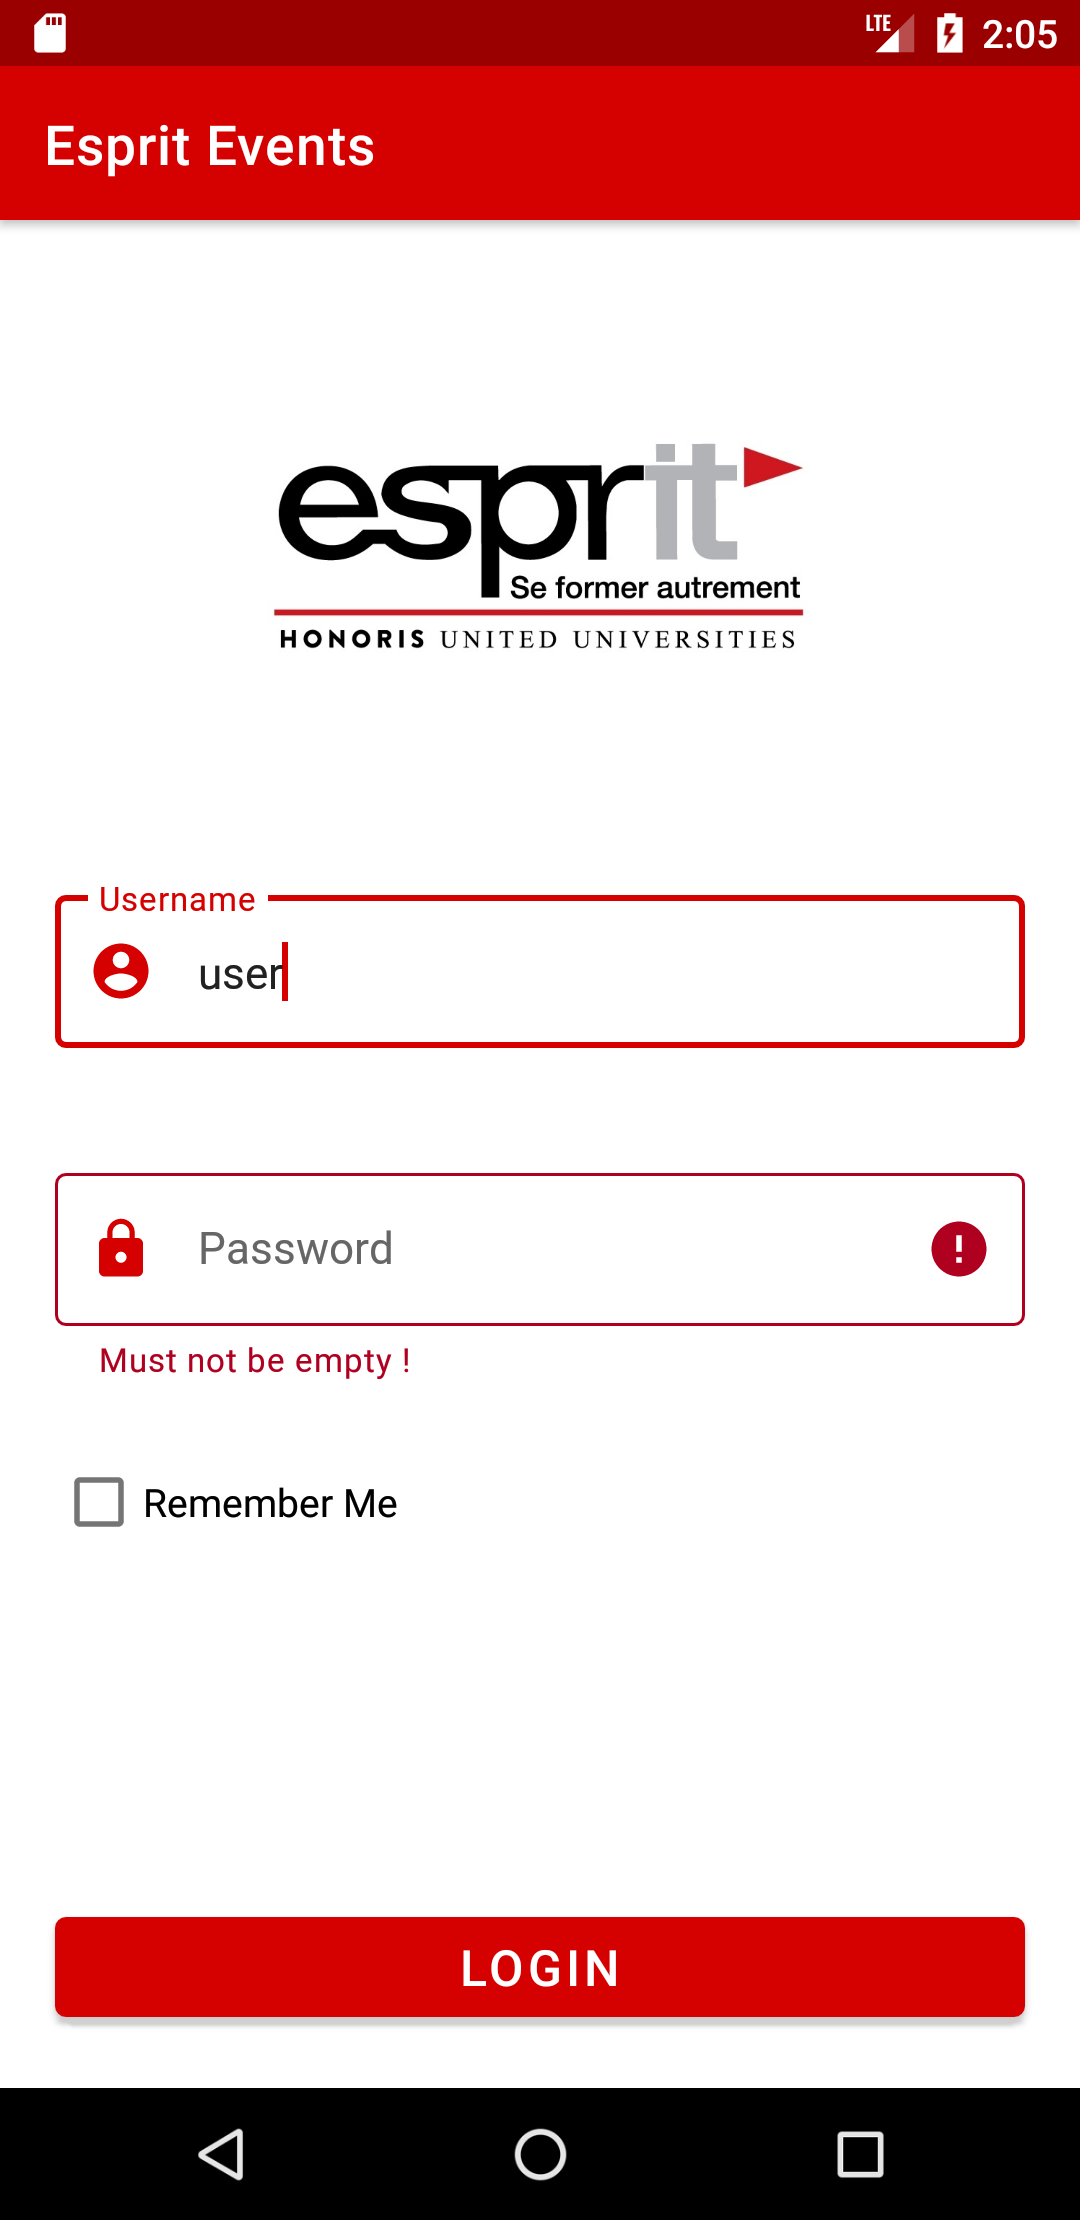 LTE 2:05
Esprit Events
esprit
Se former autrement
HONORIS UNITED UNIVERSITIES
Username
user
Password
!
Must not be empty !
Remember Me
LOGIN